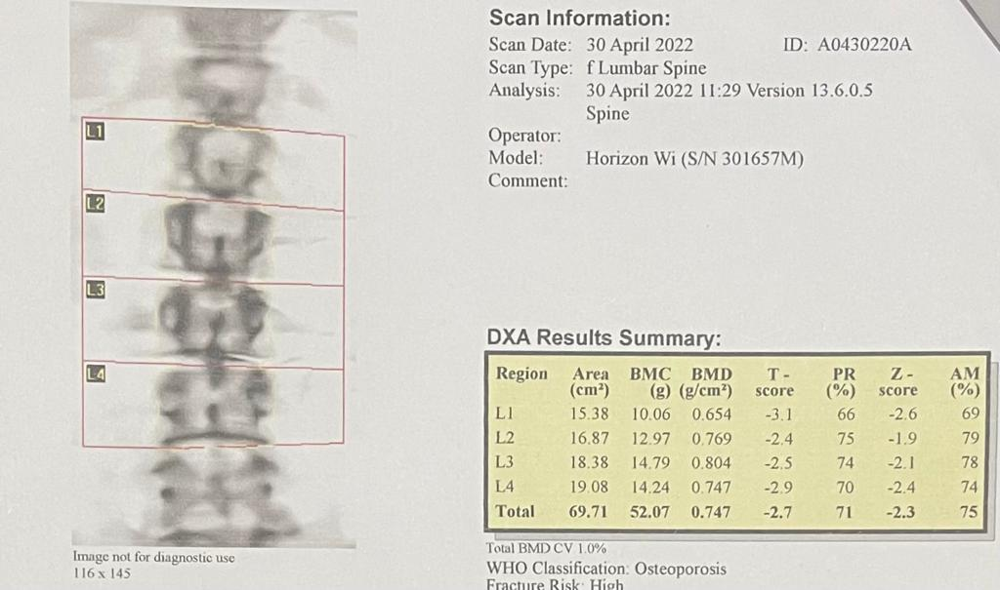 L1
L2
L3
L4
Image not for diagnostic use
116 x 145
Scan Information:
Scan Date: 30 April 2022 ID: A0430220A
Scan Type: f Lumbar Spine
Analysis: 30 April 2022 11:29 Version 13.6.0.5
Spine
Operator:
Model: Horizon Wi (S/N 301657M)
Comment:
DXA Results Summary:
Region Area BMC BMD T - PR Z - AM
(cm²) (g) (g/cm²) score (%) score (%)
L1 15.38 10.06 0.654 -3.1 66 -2.6 69
L2 16.87 12.97 0.769 -2.4 75 -1.9 79
L3 18.38 14.79 0.804 -2.5 74 -2.1 78
L4 19.08 14.24 0.747 -2.9 70 -2.4 74
Total 69.71 52.07 0.747 -2.7 71 -2.3 75
Total BMD CV 1.0%
WHO Classification: Osteoporosis
Fracture Risk: High